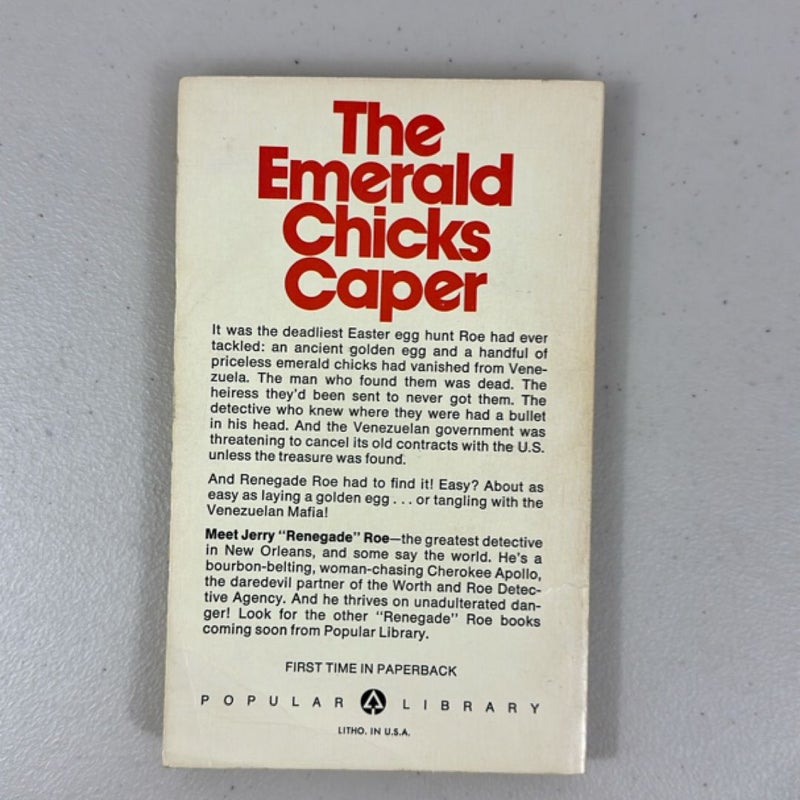 The
Emerald
Chicks
Caper
It was the deadliest Easter egg hunt Roe had ever
tackled: an ancient golden egg and a handful of
priceless emerald chicks had vanished from Vene-
zuela. The man who found them was dead. The
heiress they'd been sent to never got them. The
detective who knew where they were had a bullet
in his head. And the Venezuelan government was
threatening to cancel its old contracts with the U.S.
unless the treasure was found.
And Renegade Roe had to find it! Easy? About as
easy as laying a golden egg . . . or tangling with the
Venezuelan Mafia!
Meet Jerry "Renegade" Roe—the greatest detective
in New Orleans, and some say the world. He's a
bourbon-belting, woman-chasing Cherokee Apollo,
the daredevil partner of the Worth and Roe Detec-
tive Agency. And he thrives on unadulterated dan-
ger! Look for the other "Renegade" Roe books
coming soon from Popular Library.
FIRST TIME IN PAPERBACK
POPULAR LIBRARY
LITHO. IN U.S.A.